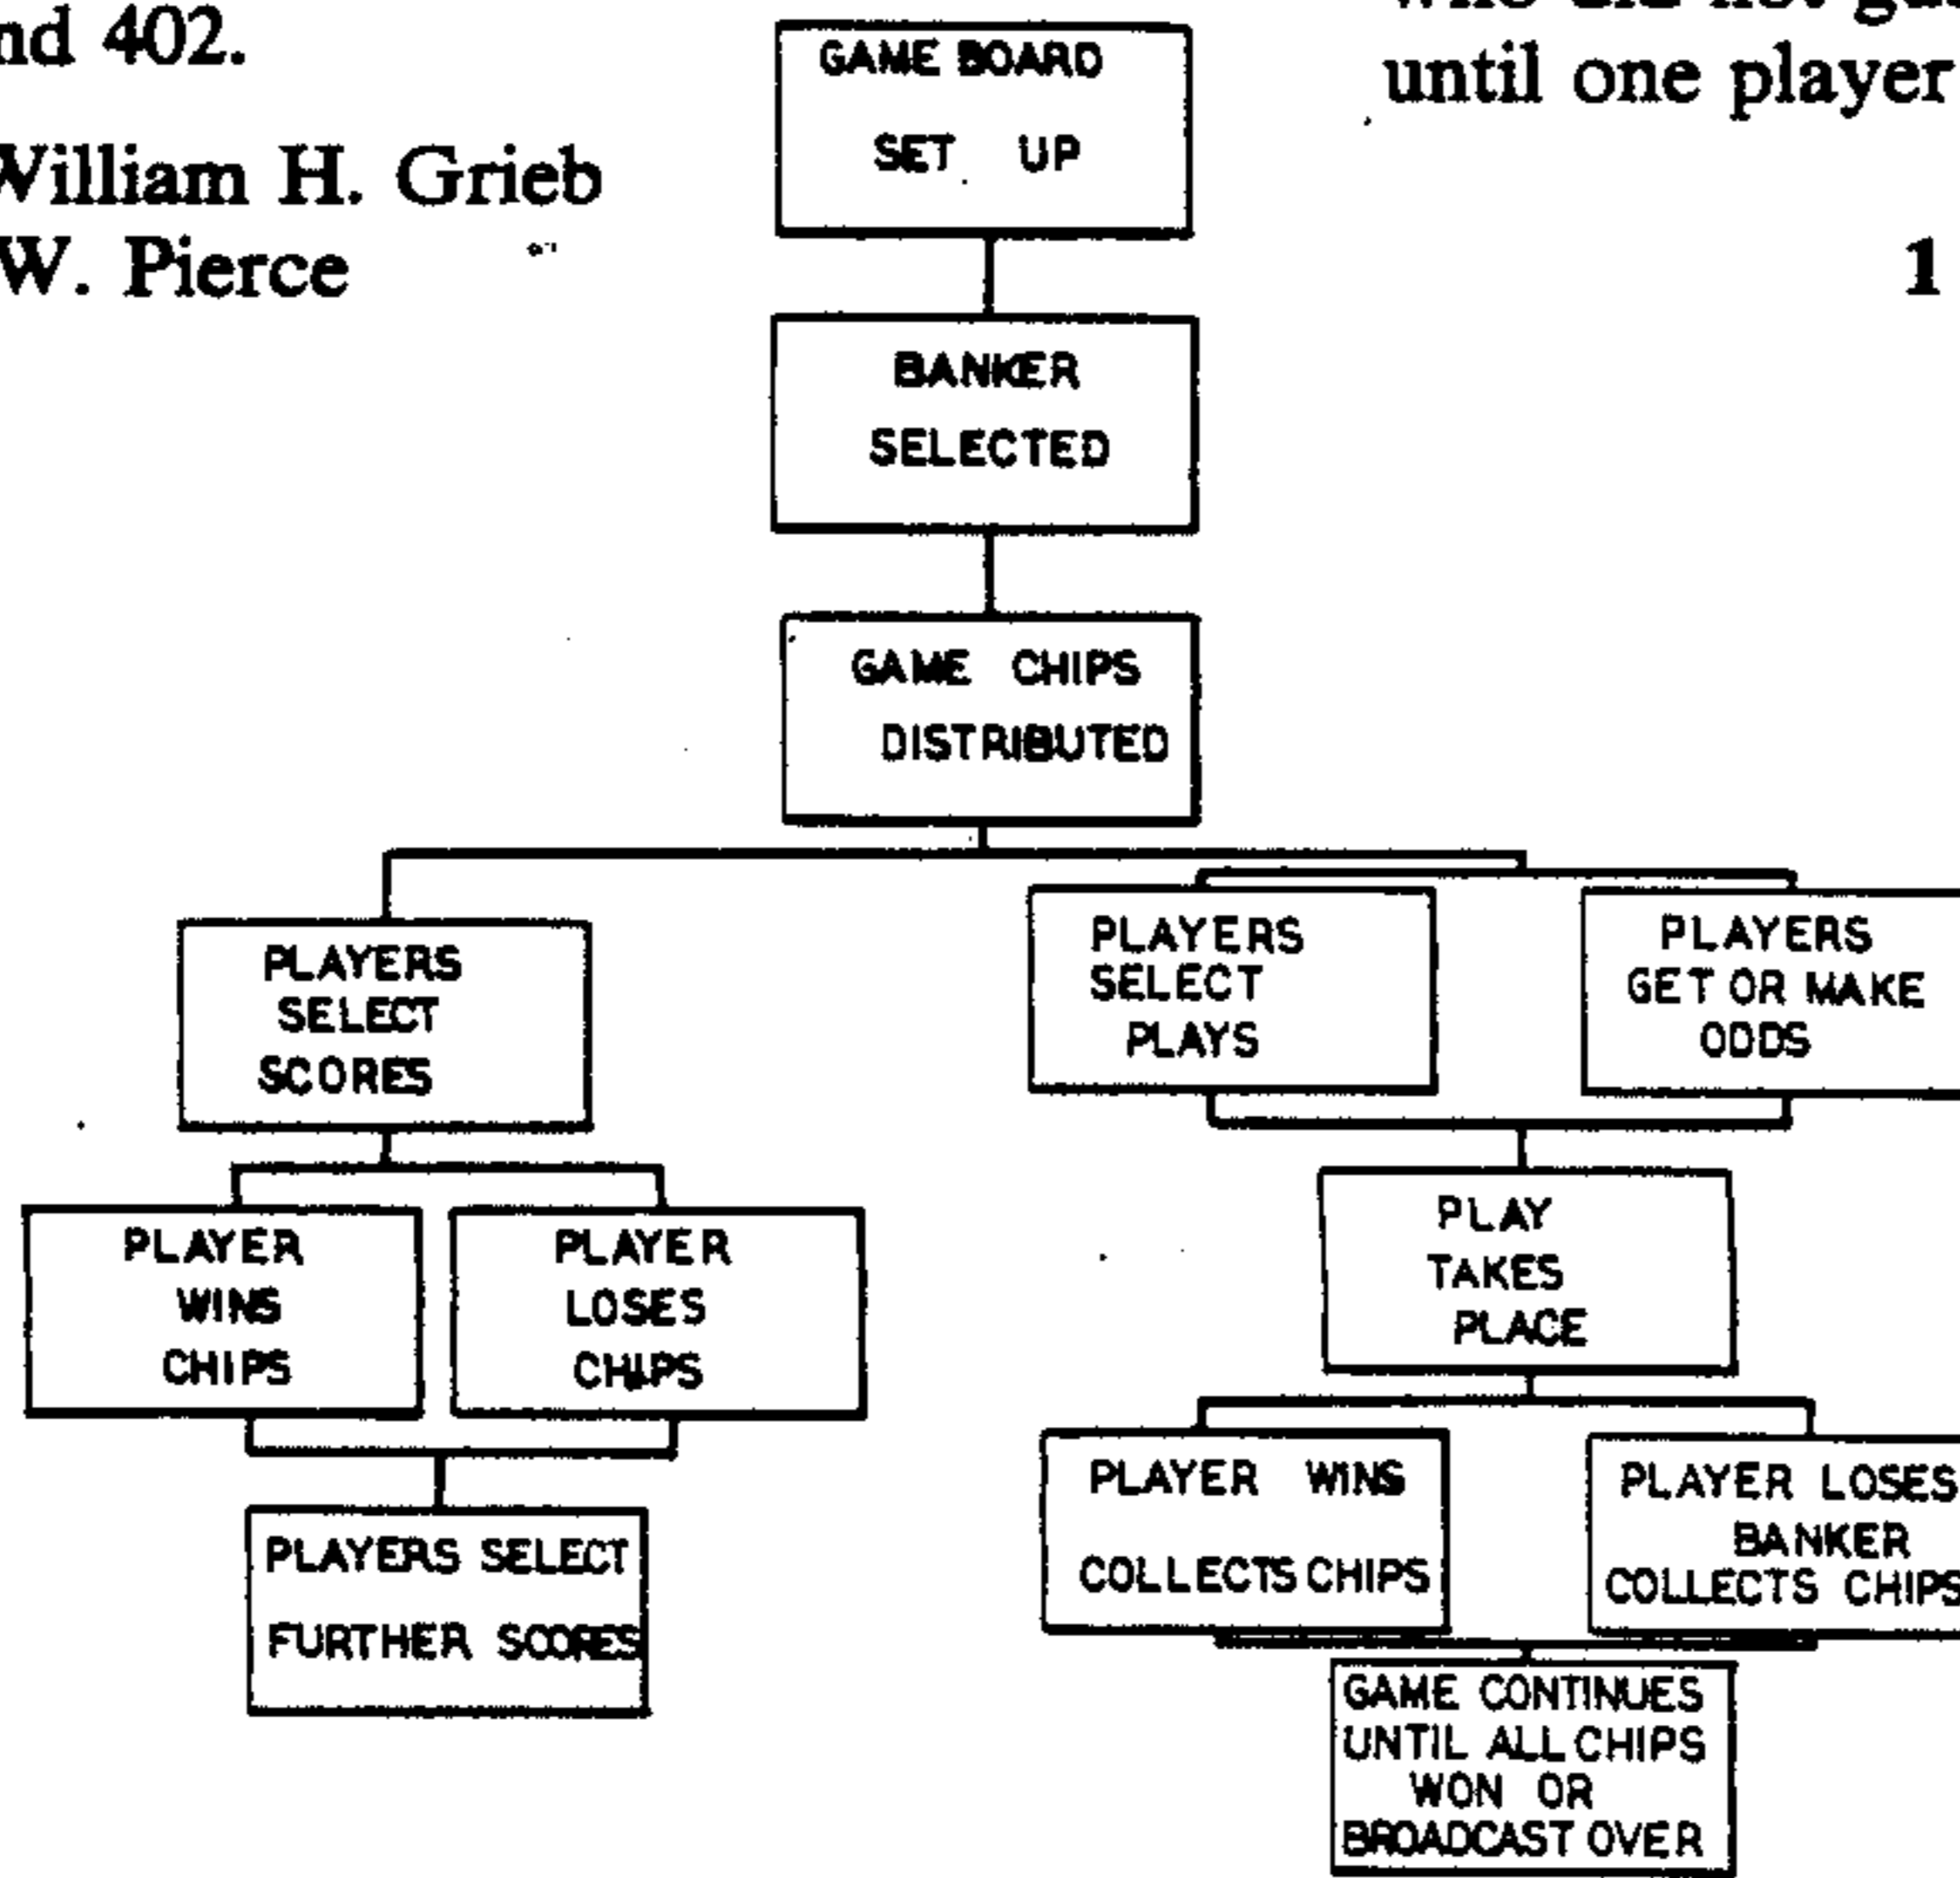 nd 402.
William H. Grieb
W. Pierce
until one player
1
GAME BOARD
SET UP
BANKER
SELECTED
GAME CHIPS
DISTRIBUTED
PLAYERS
SELECT
SCORES
PLAYER
WINS
CHIPS
PLAYER
LOSES
CHIPS
PLAYERS SELECT
FURTHER SCORES
PLAYERS
SELECT
PLAYS
PLAYERS
GET OR MAKE
ODDS
PLAY
TAKES
PLACE
PLAYER WINS
COLLECTS CHIPS
PLAYER LOSES
BANKER
COLLECTS CHIPS
GAME CONTINUES
UNTIL ALL CHIPS
WON OR
BROADCAST OVER